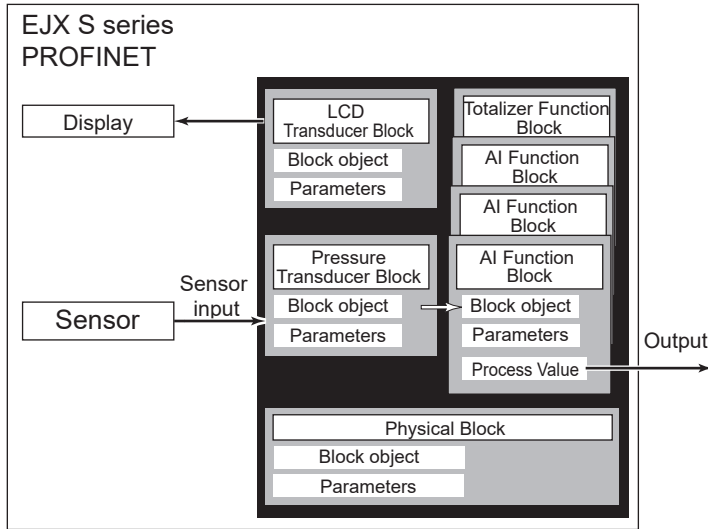 EJX S series
PROFINET
Display
LCD
Transducer Block
Block object
Parameters
Totalizer Function
Block
AI Function
Block
AI Function
Block
Sensor
Sensor
input
Pressure
Transducer Block
Block object
Parameters
AI Function
Block
Block object
Parameters
Process Value
Output
Physical Block
Block object
Parameters